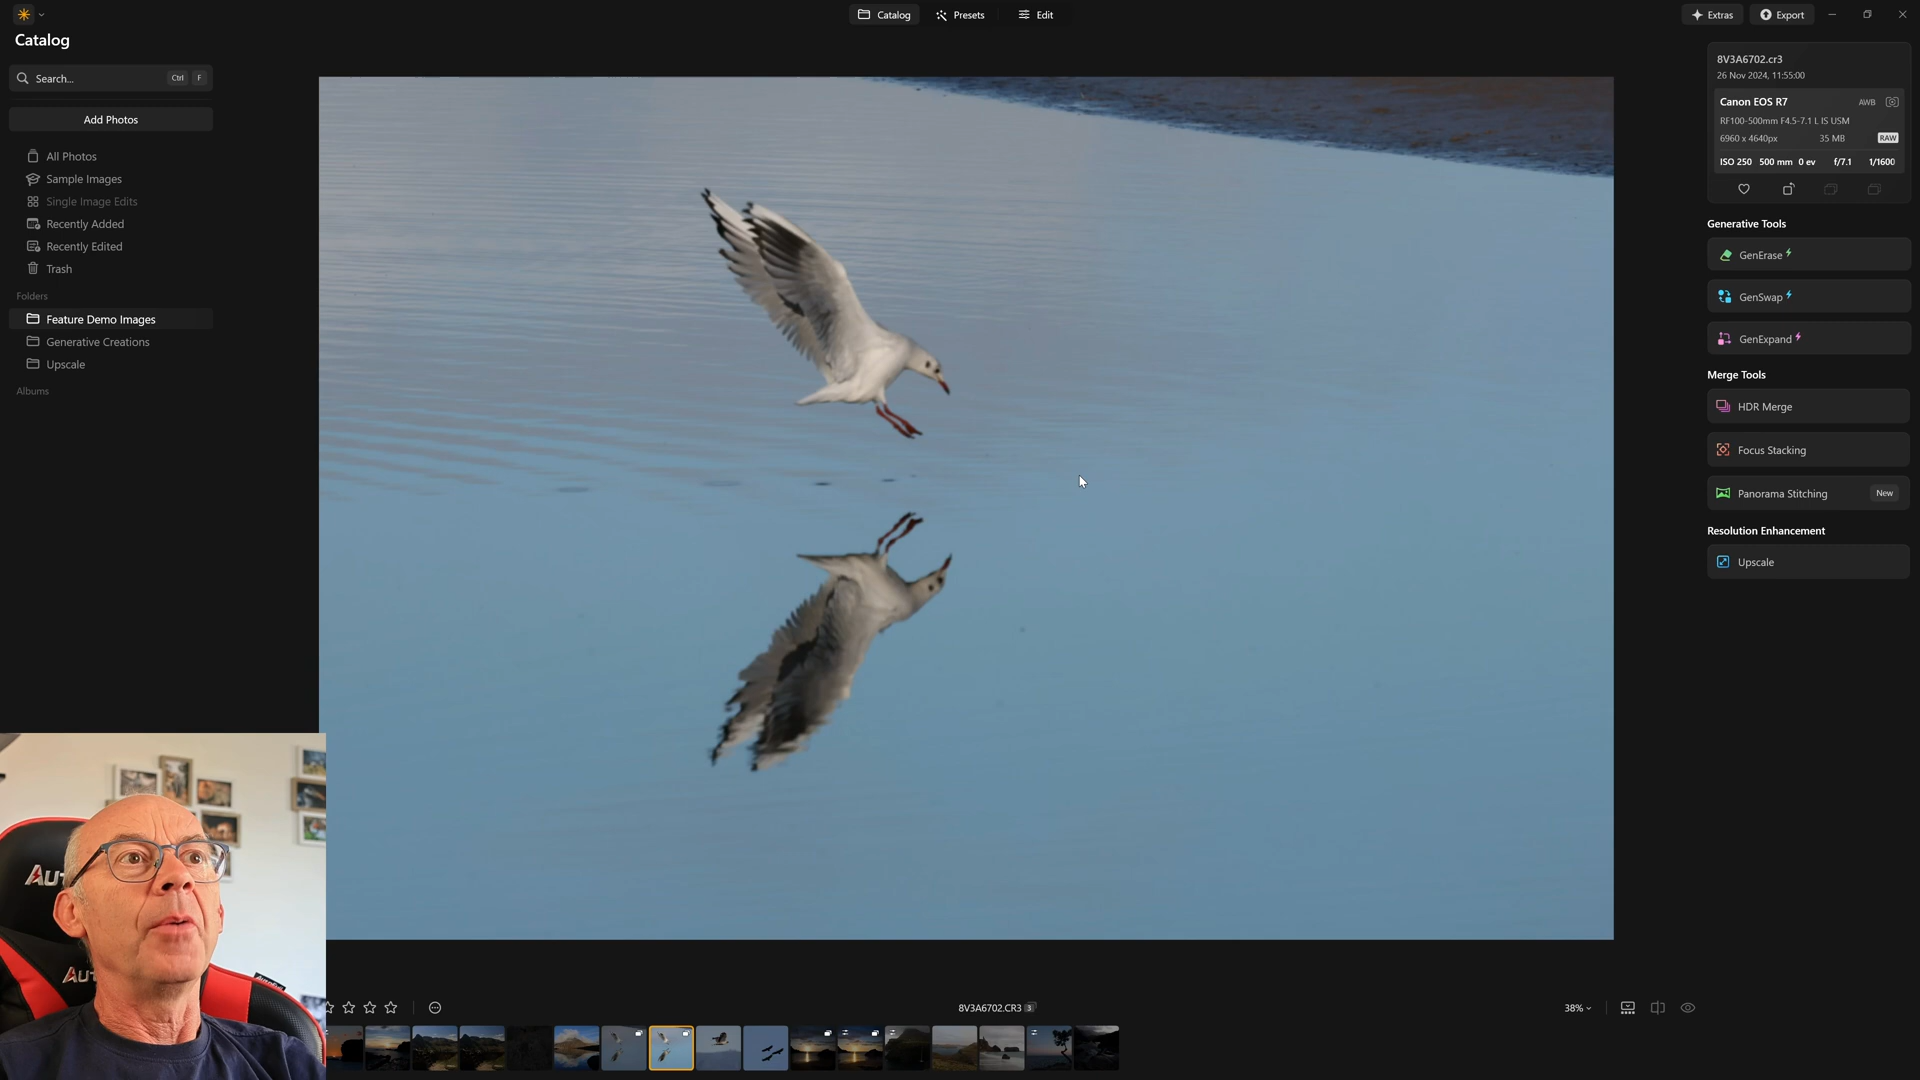 Catalog
Presets
Edit
Extras
Export
Catalog
Search...
Ctrl
F
Add Photos
All Photos
Sample Images
Single Image Edits
Recently Added
Recently Edited
Trash
Folders
Feature Demo Images
Generative Creations
Upscale
Albums
8V3A6702.cr3
26 Nov 2024, 11:55:00
Canon EOS R7
AWB
RF100-500mm F4.5-7.1 L IS USM
6960 x 4640px
35 MB
RAW
ISO 250 500 mm 0 ev f/7.1 1/1600
Generative Tools
GenErase
GenSwap
GenExpand
Merge Tools
HDR Merge
Focus Stacking
Panorama Stitching
New
Resolution Enhancement
Upscale
8V3A6702.CR3
3
38%